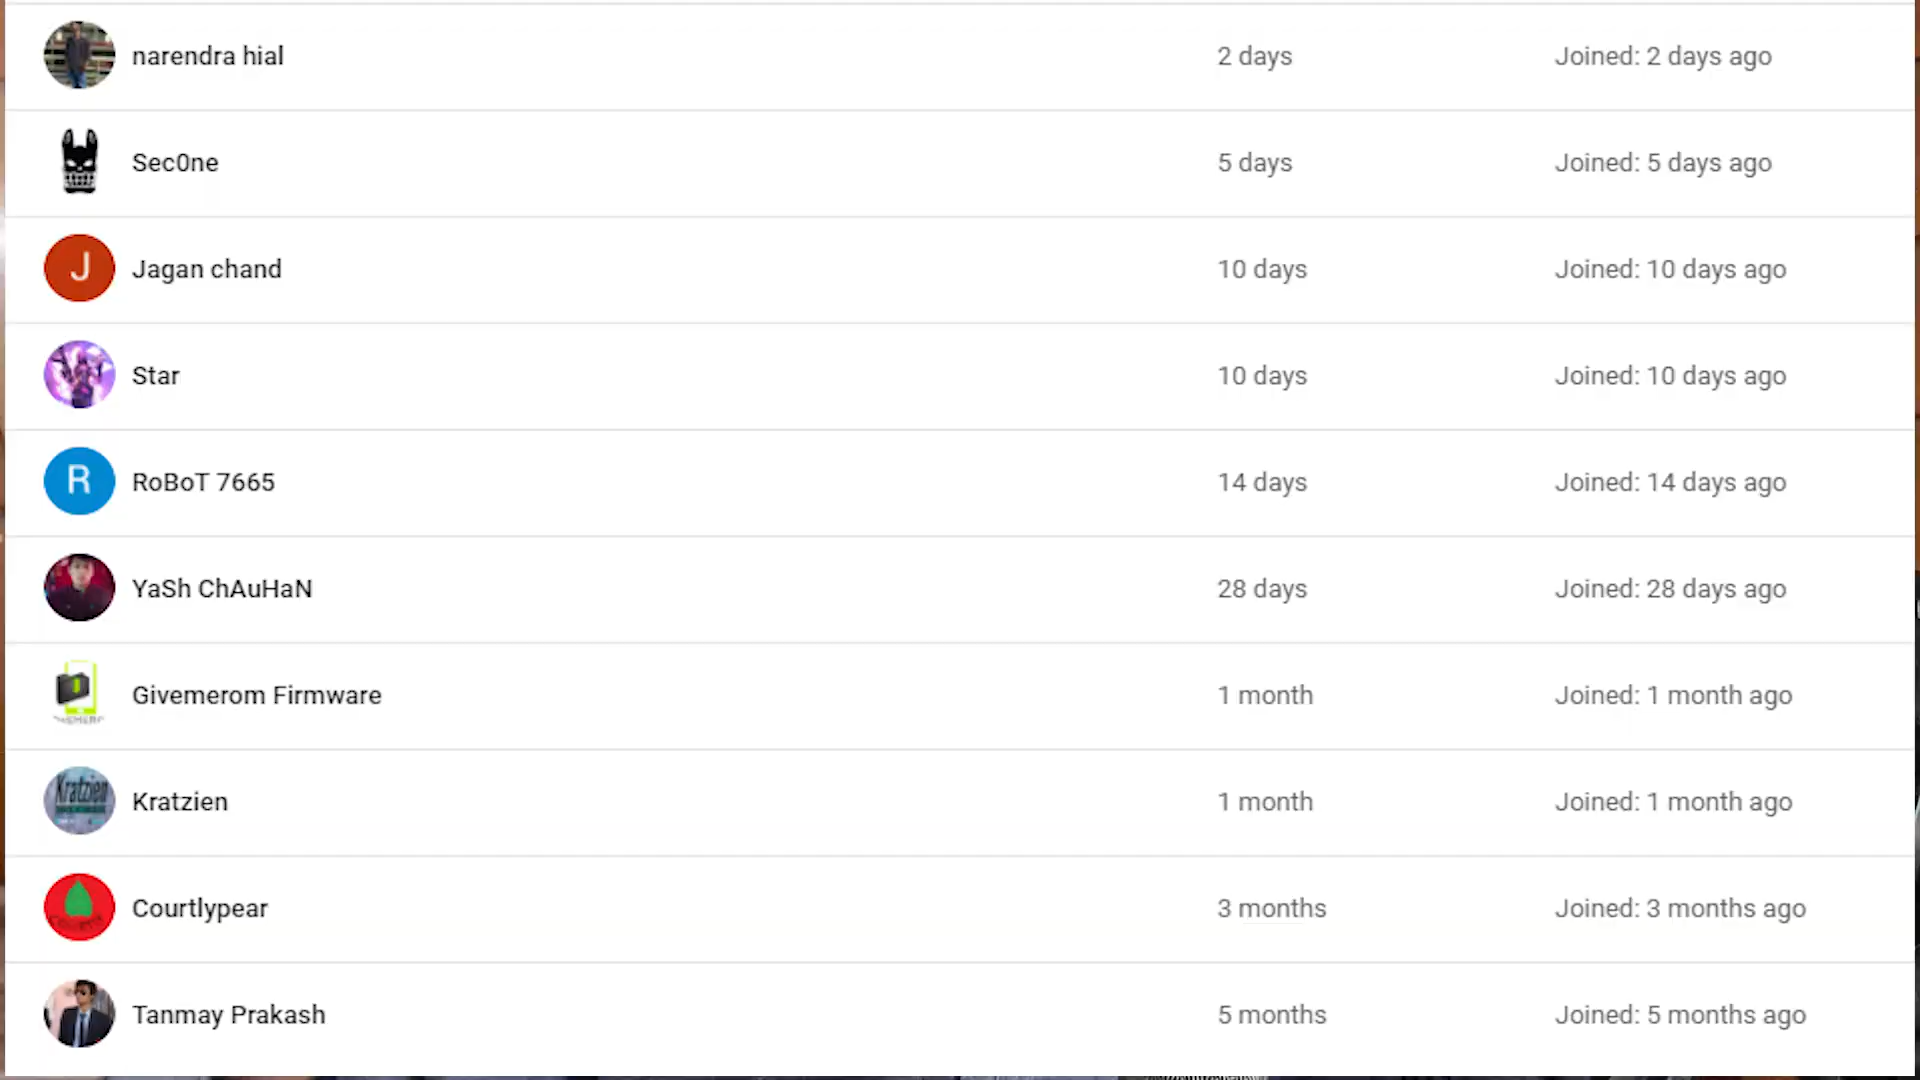 narendra hial 2 days Joined: 2 days ago
Sec0ne 5 days Joined: 5 days ago
J Jagan chand 10 days Joined: 10 days ago
Star 10 days Joined: 10 days ago
R RoBoT 7665 14 days Joined: 14 days ago
YaSh ChAuHaN 28 days Joined: 28 days ago
Givemerom Firmware 1 month Joined: 1 month ago
Kratzien Kratzien 1 month Joined: 1 month ago
Courtlypear 3 months Joined: 3 months ago
Tanmay Prakash 5 months Joined: 5 months ago